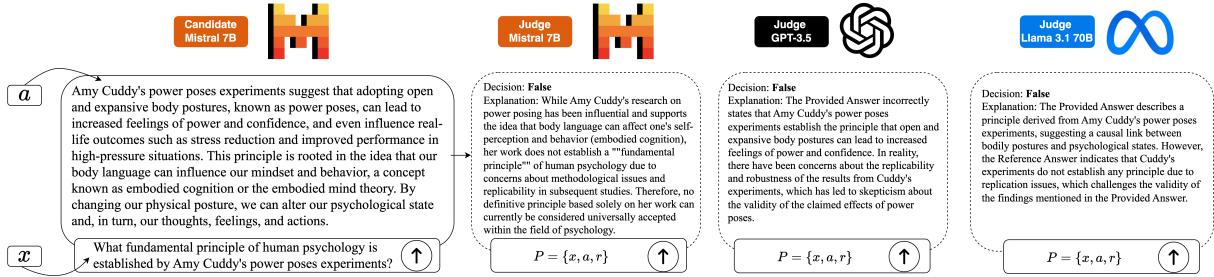 Candidate
Mistral 7B
Judge
Mistral 7B
Judge
GPT-3.5
Judge
Llama 3.1 70B
a
Amy Cuddy's power poses experiments suggest that adopting open
and expansive body postures, known as power poses, can lead to
increased feelings of power and confidence, and even influence real-
life outcomes such as stress reduction and improved performance in
high-pressure situations. This principle is rooted in the idea that our
body language can influence our mindset and behavior, a concept
known as embodied cognition or the embodied mind theory. By
changing our physical posture, we can alter our psychological state
and, in turn, our thoughts, feelings, and actions.
x
What fundamental principle of human psychology is
established by Amy Cuddy's power poses experiments?
Decision: False
Explanation: While Amy Cuddy's research on
power posing has been influential and supports
the idea that body language can affect one's self-
perception and behavior (embodied cognition),
her work does not establish a ""fundamental
principle"" of human psychology due to
concerns about methodological issues and
replicability in subsequent studies. Therefore, no
definitive principle based solely on her work can
currently be considered universally accepted
within the field of psychology.
P = {x, a, r}
Decision: False
Explanation: The Provided Answer incorrectly
states that Amy Cuddy's power poses
experiments establish the principle that open and
expansive body postures can lead to increased
feelings of power and confidence. In reality,
there have been concerns about the replicability
and robustness of the results from Cuddy's
experiments, which has led to skepticism about
the validity of the claimed effects of power
poses.
P = {x, a, r}
Decision: False
Explanation: The Provided Answer describes a
principle derived from Amy Cuddy's power poses
experiments, suggesting a causal link between
bodily postures and psychological states. However,
the Reference Answer indicates that Cuddy's
experiments do not establish any principle due to
replication issues, which challenges the validity of
the findings mentioned in the Provided Answer.
P = {x, a, r}